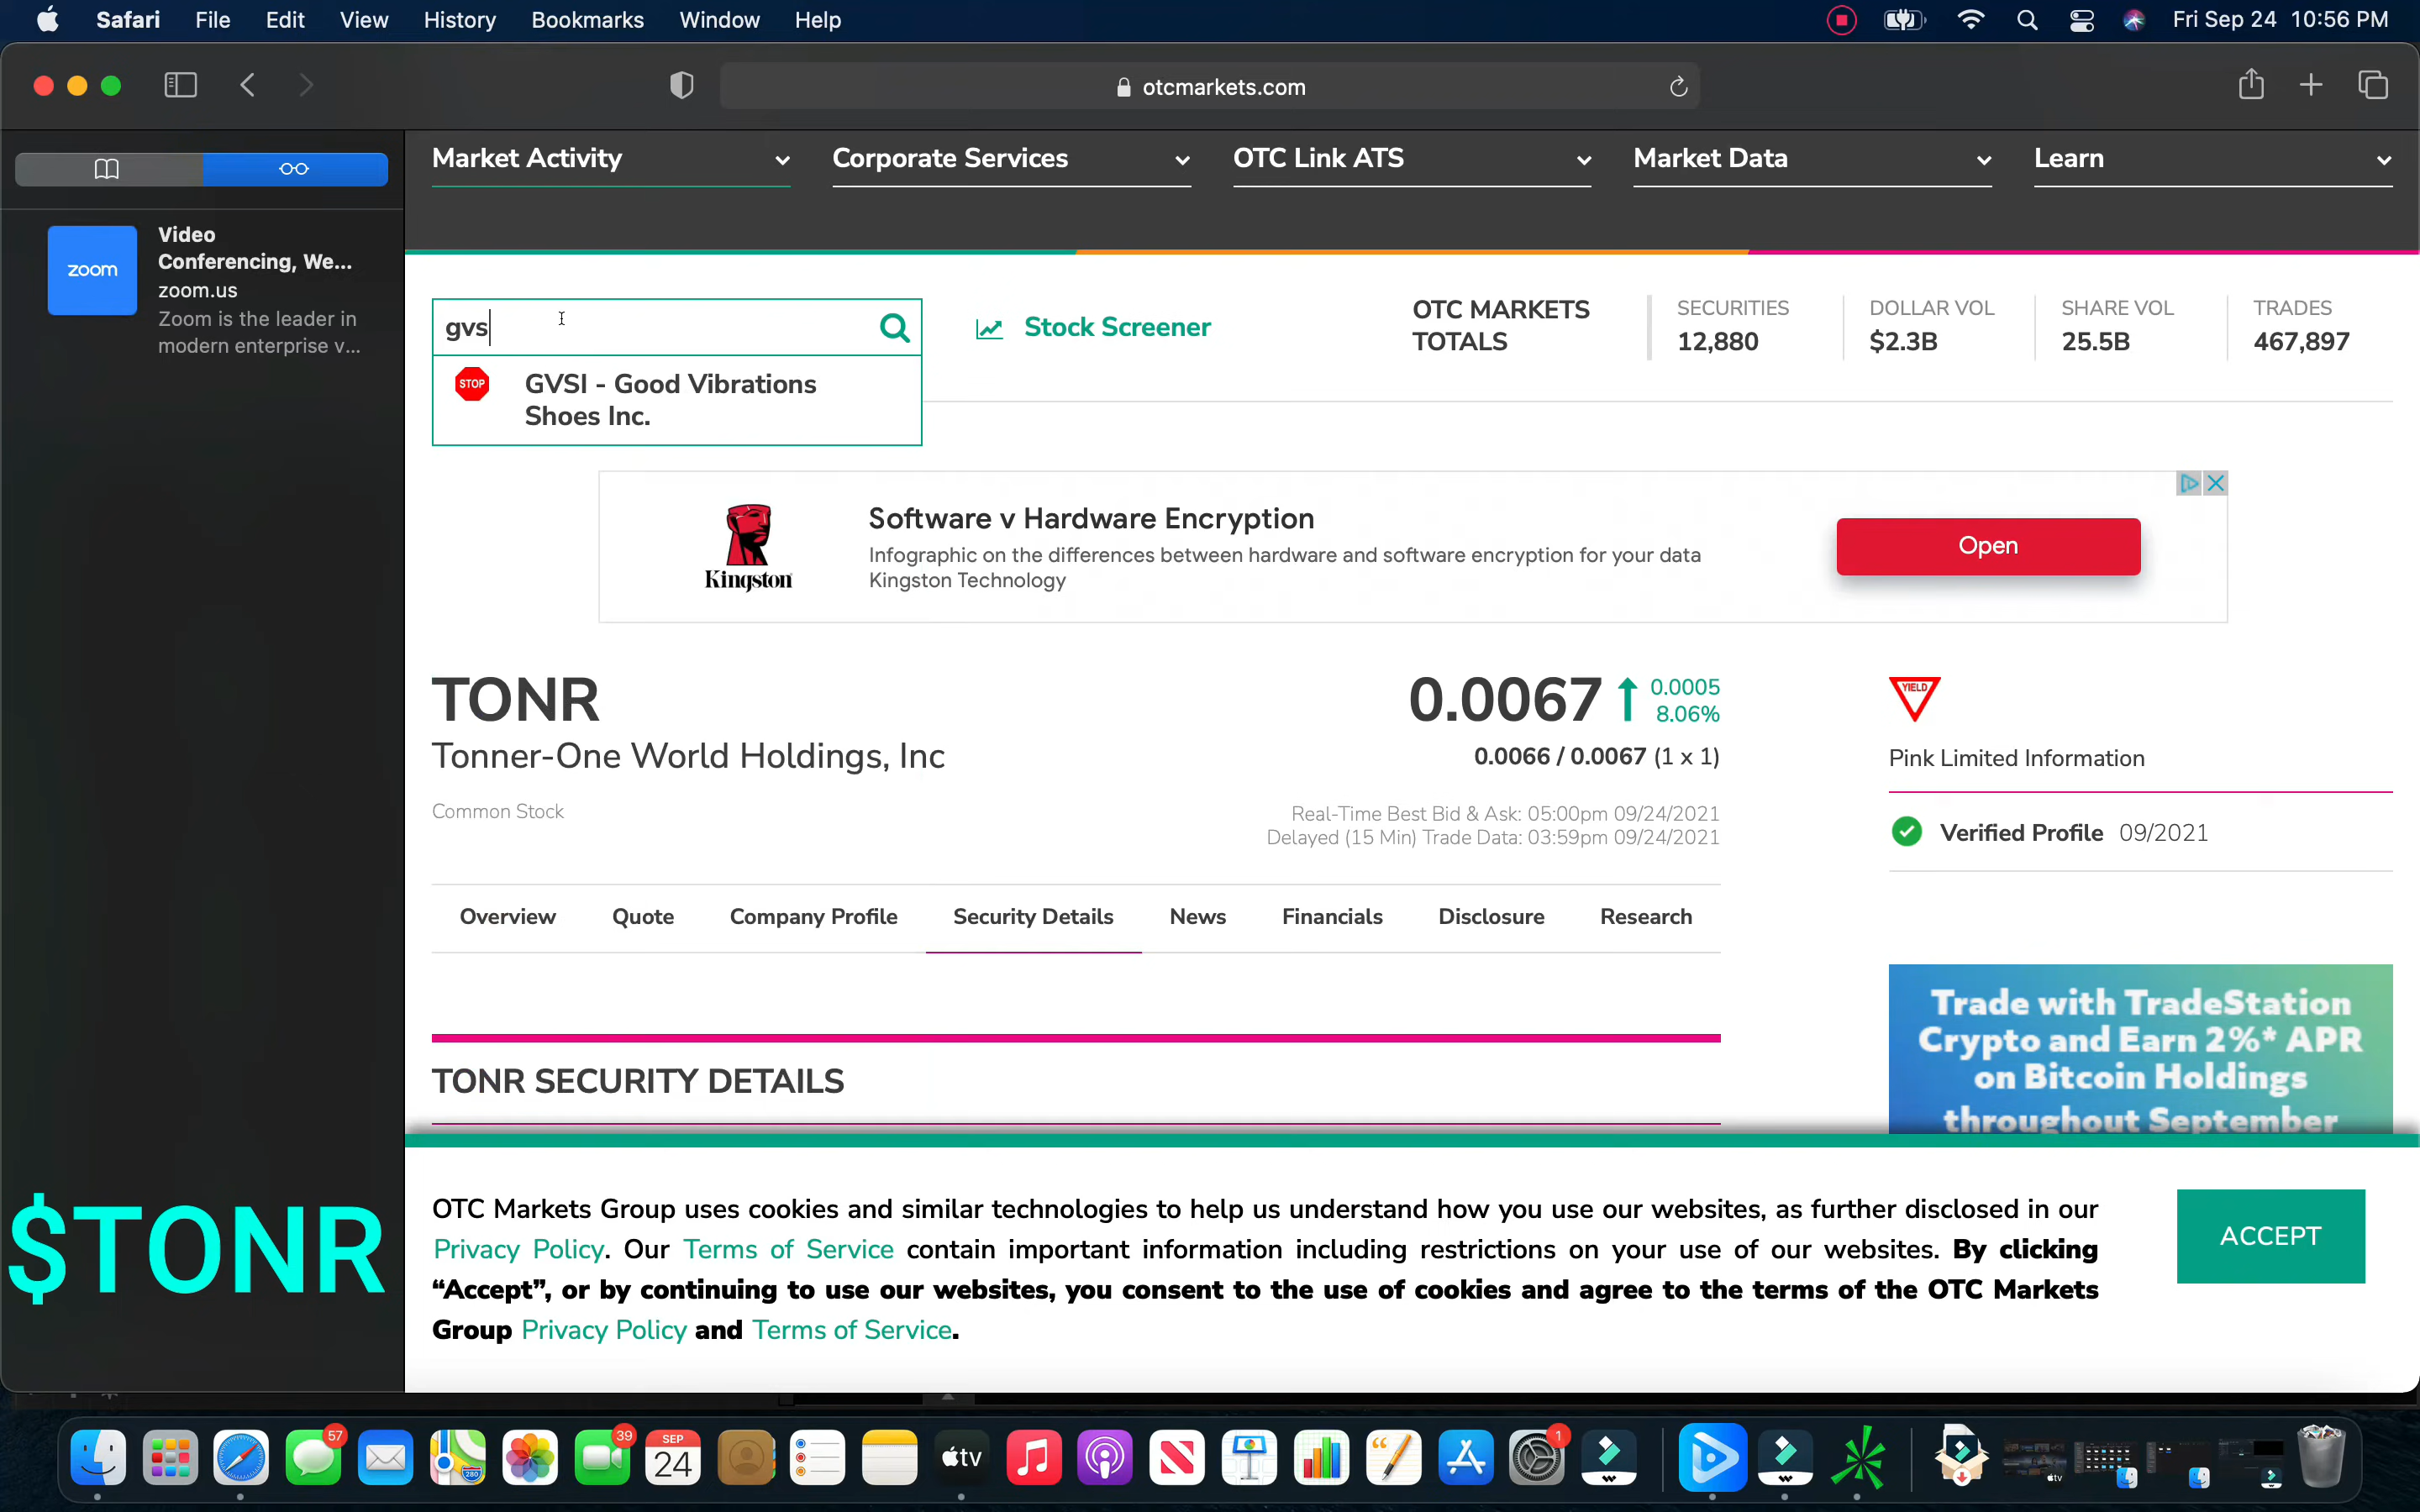 Safari File Edit View History Bookmarks Window Help Fri Sep 24 10:56 PM
otcmarkets.com
Market Activity Corporate Services OTC Link ATS Market Data Learn
Video
Conferencing, We...
zoom.us
Zoom is the leader in
modern enterprise v...
zoom
gvs
Stock Screener
OTC MARKETS
TOTALS
SECURITIES
12,880
DOLLAR VOL
$2.3B
SHARE VOL
25.5B
TRADES
467,897
STOP
GVSI - Good Vibrations
Shoes Inc.
Kingston
Software v Hardware Encryption
Infographic on the differences between hardware and software encryption for your data
Kingston Technology
Open
TONR
Tonner-One World Holdings, Inc
Common Stock
0.0067
0.0005
8.06%
0.0066 / 0.0067 (1 x 1)
Real-Time Best Bid & Ask: 05:00pm 09/24/2021
Delayed (15 Min) Trade Data: 03:59pm 09/24/2021
YIELD
Pink Limited Information
Verified Profile 09/2021
Overview Quote Company Profile Security Details News Financials Disclosure Research
TONR SECURITY DETAILS
Trade with TradeStation
Crypto and Earn 2%* APR
on Bitcoin Holdings
throughout September
$TONR
OTC Markets Group uses cookies and similar technologies to help us understand how you use our websites, as further disclosed in our
Privacy Policy. Our Terms of Service contain important information including restrictions on your use of our websites. By clicking
“Accept”, or by continuing to use our websites, you consent to the use of cookies and agree to the terms of the OTC Markets
Group Privacy Policy and Terms of Service.
ACCEPT
57
39
SEP
24
280
tv
1
tv